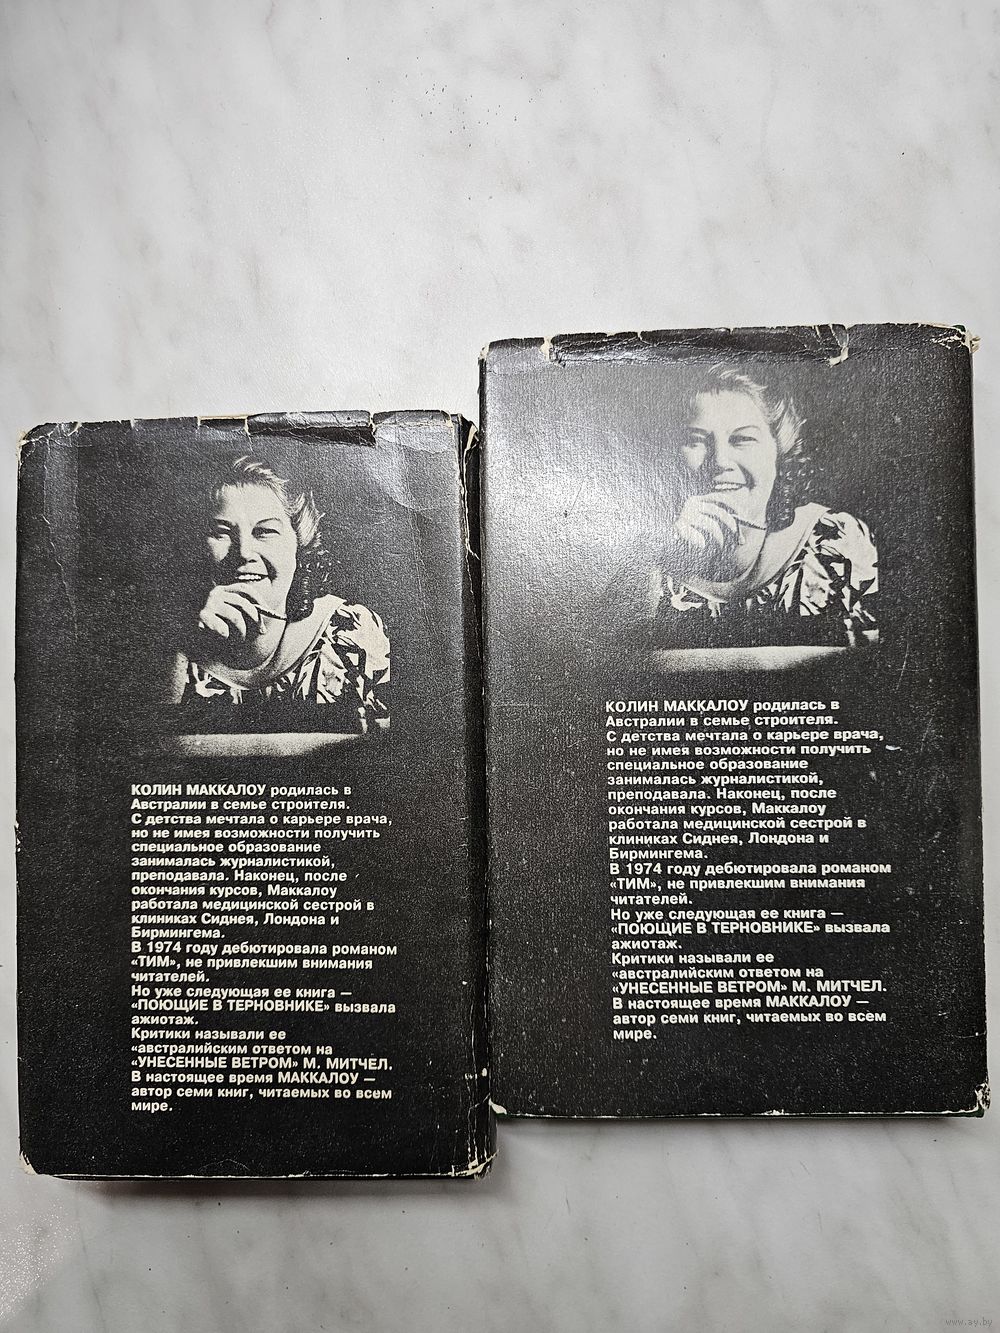 КОЛИН МАККАЛОУ родилась в
Австралии в семье строителя.
С детства мечтала о карьере врача,
но не имея возможности получить
специальное образование
занималась журналистикой,
преподавала. Наконец, после
окончания курсов, Маккалоу
работала медицинской сестрой в
клиниках Сиднея, Лондона и
Бирмингема.
В 1974 году дебютировала романом
«ТИМ», не привлекшим внимания
читателей.
Но уже следующая ее книга —
«ПОЮЩИЕ В ТЕРНОВНИКЕ» вызвала
ажиотаж.
Критики называли ее
«австралийским ответом на
«УНЕСЕННЫЕ ВЕТРОМ» М. МИТЧЕЛ.
В настоящее время МАККАЛОУ —
автор семи книг, читаемых во всем
мире.
КОЛИН МАККАЛОУ родилась в
Австралии в семье строителя.
С детства мечтала о карьере врача,
но не имея возможности получить
специальное образование
занималась журналистикой,
преподавала. Наконец, после
окончания курсов, Маккалоу
работала медицинской сестрой в
клиниках Сиднея, Лондона и
Бирмингема.
В 1974 году дебютировала романом
«ТИМ», не привлекшим внимания
читателей.
Но уже следующая ее книга —
«ПОЮЩИЕ В ТЕРНОВНИКЕ» вызвала
ажиотаж.
Критики называли ее
«австралийским ответом на
«УНЕСЕННЫЕ ВЕТРОМ» М. МИТЧЕЛ.
В настоящее время МАККАЛОУ —
автор семи книг, читаемых во всем
мире.
www.ay.by